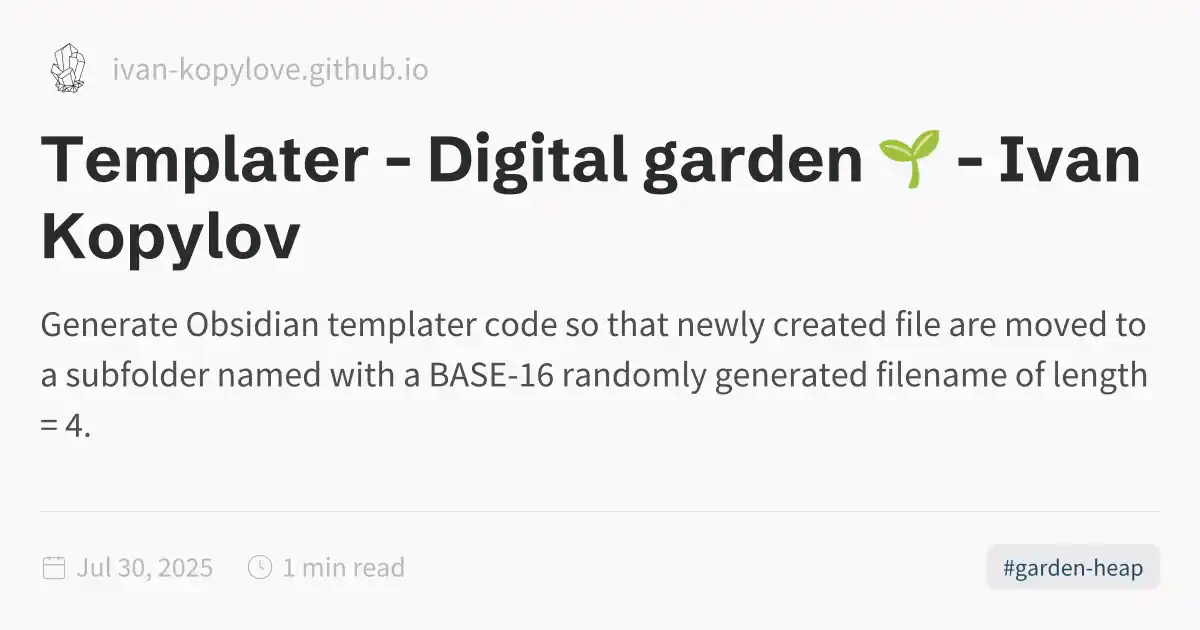 ivan-kopylove.github.io
Templater - Digital garden 🌱 - Ivan
Kopylov
Generate Obsidian templater code so that newly created file are moved to
a subfolder named with a BASE-16 randomly generated filename of length
= 4.
Jul 30, 2025 1 min read #garden-heap